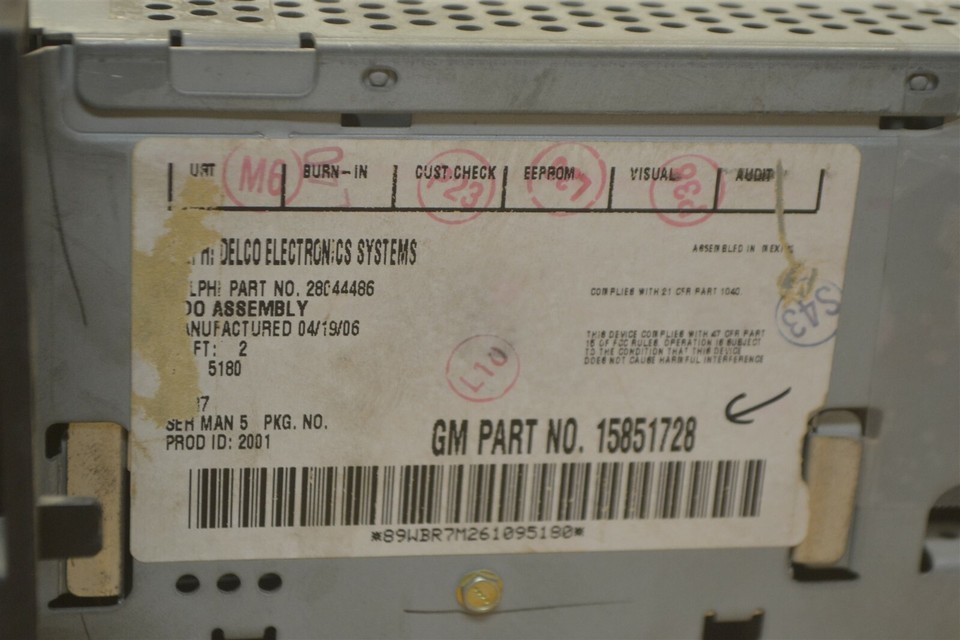 URT BURN-IN CUST.CHECK EEPROM VISUAL AUDIT
M6 P23 P36
DELCO ELECTRONICS SYSTEMS
ASSEMBLED IN MEXICO
LPHI PART NO. 28044486
DO ASSEMBLY
ANUFACTURED 04/19/06
FT: 2
5180
COMPLIES WITH 21 CFR PART 1040.
S43
THIS DEVICE COMPLIES WITH 47 CFR PART
15 OF FCC RULES. OPERATION IS SUBJECT
TO THE CONDITION THAT THIS DEVICE
DOES NOT CAUSE HARMFUL INTERFERENCE
L10
SER MAN 5 PKG. NO.
PROD ID: 2001
GM PART NO. 15851728
*89WBR7M261095180*